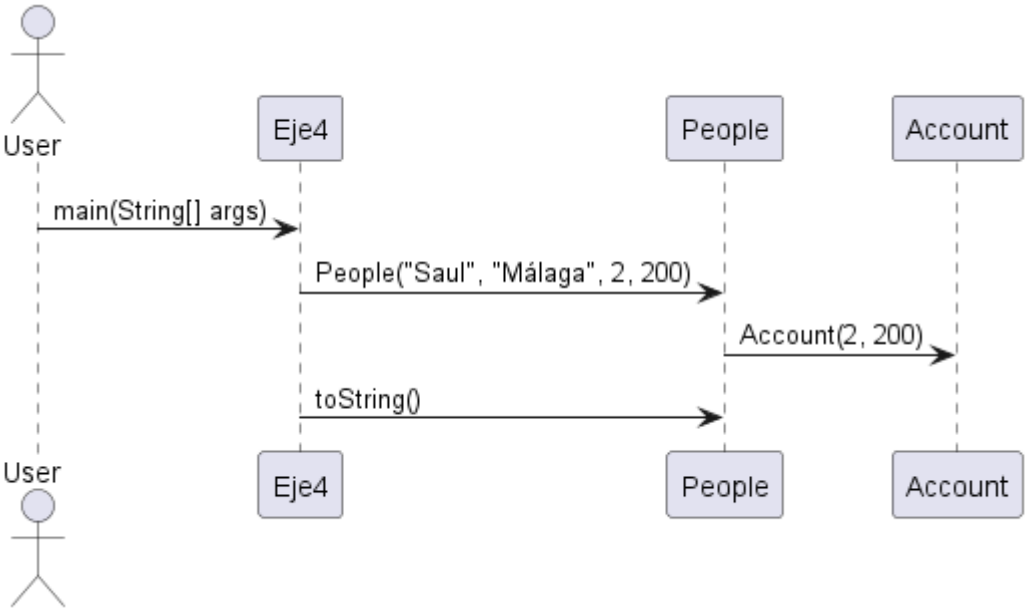 User
Eje4
People
Account
main(String[] args)
People("Saul", "Málaga", 2, 200)
Account(2, 200)
toString()
User
Eje4
People
Account